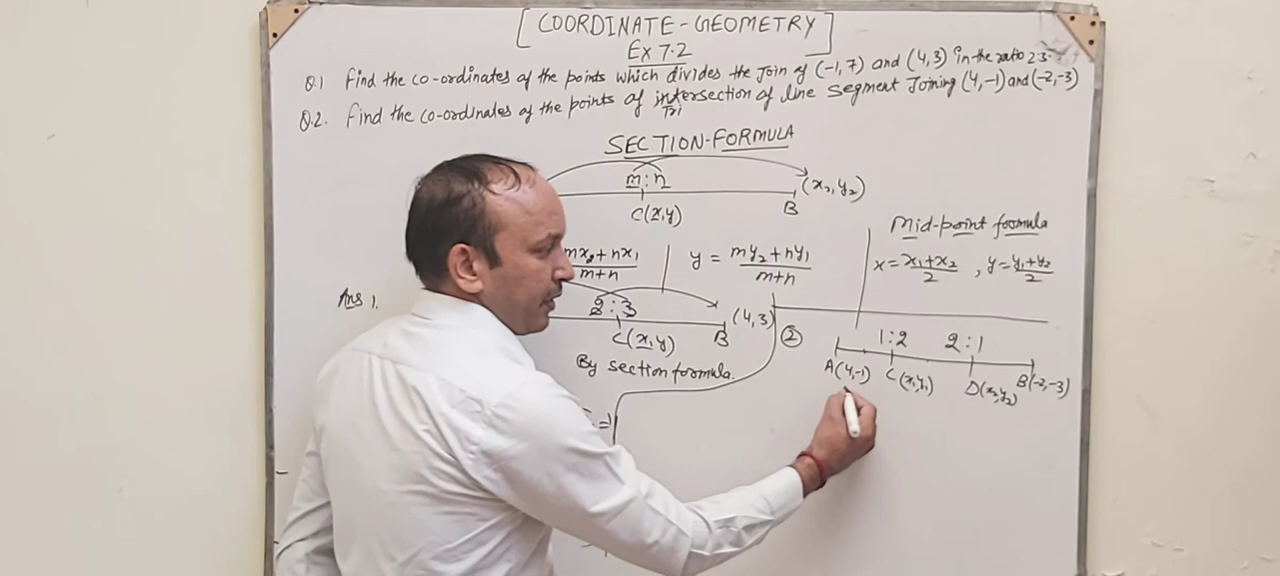 [COORDINATE-GEOMETRY]
Ex 7.2
Q.1 Find the co-ordinates of the points which divides the Join of (-1,7) and (4,3) in the ratio 2:3.
Q.2. Find the co-ordinates of the points of intersection of line segment Joining (4,-1) and (-2,-3)
Tri
SECTION-FORMULA
m:n
(x₂, y₂)
C(x,y)
B
mx₂+nx₁/m+n
y = my₂+ny₁/m+n
Mid-point formula
x = x₁+x₂/2 , y = y₁+y₂/2
Ans 1.
2:3
(4,3)
C(x,y)
B
By section formula.
②
1:2 2:1
A(4,-1) C(x₁,y₁) D(x₂,y₂) B(-2,-3)